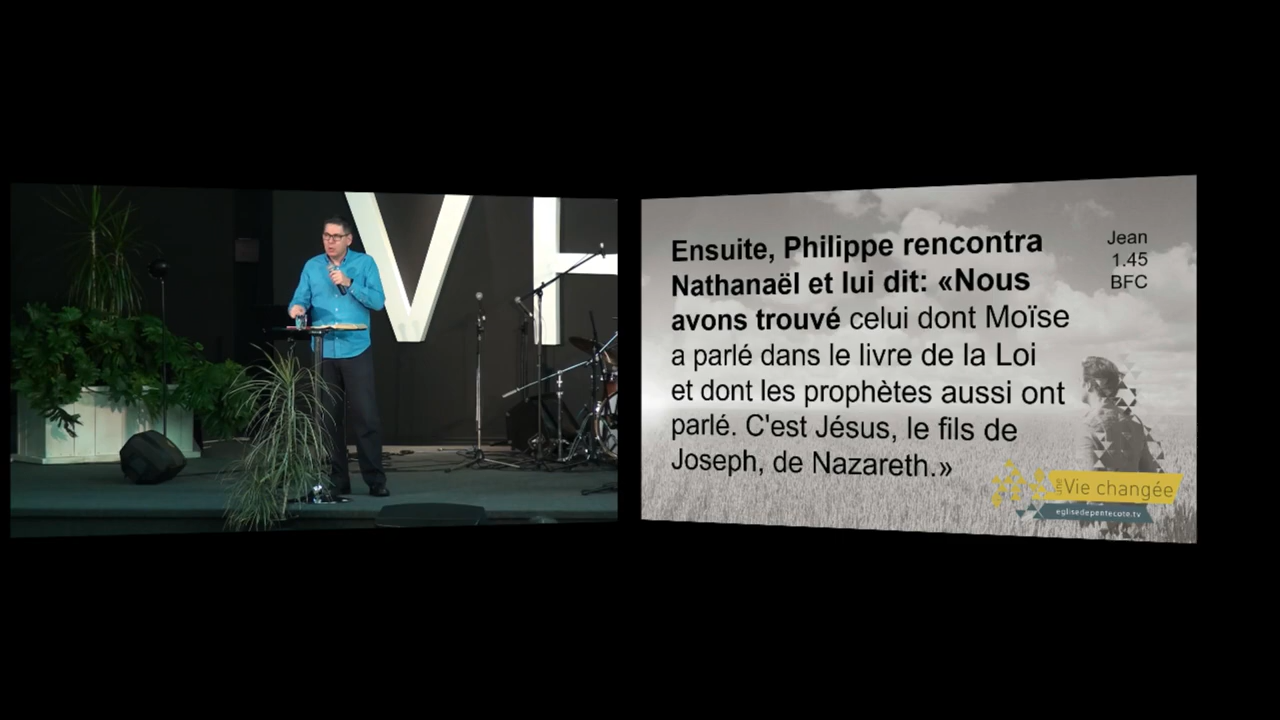 VE
Ensuite, Philippe rencontra
Nathanaël et lui dit: «Nous
avons trouvé celui dont Moïse
a parlé dans le livre de la Loi
et dont les prophètes aussi ont
parlé. C'est Jésus, le fils de
Joseph, de Nazareth.»
Jean
1.45
BFC
une Vie changée
eglisedepentecote.tv